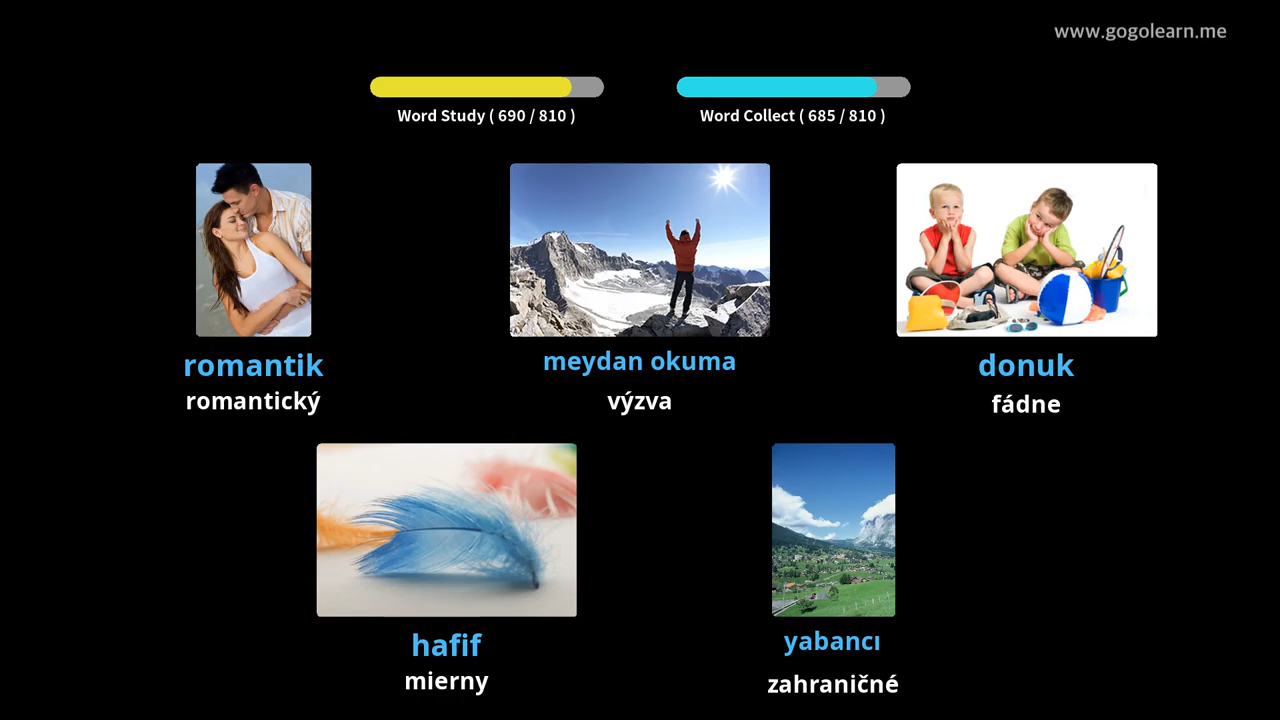 www.gogolearn.me
Word Study ( 690 / 810 )
Word Collect ( 685 / 810 )
romantik
romantický
meydan okuma
výzva
donuk
fádne
hafif
mierny
yabancı
zahraničné